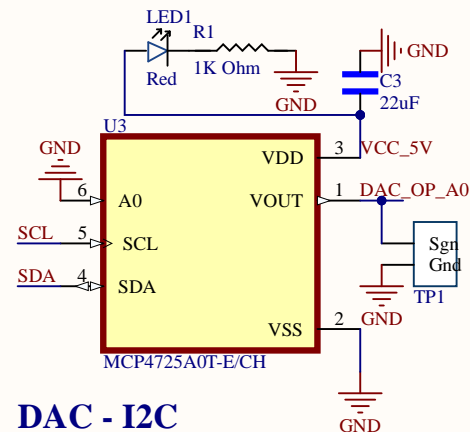 LED1
R1
GND
Red
1K Ohm
C3
GND
22uF
U3
GND
VDD
3
VCC_5V
6
A0
VOUT
1
DAC_OP_A0
SCL
5
SCL
Sgn
Gnd
SDA
4
SDA
TP1
GND
VSS
2
MCP4725A0T-E/CH
GND
DAC - I2C